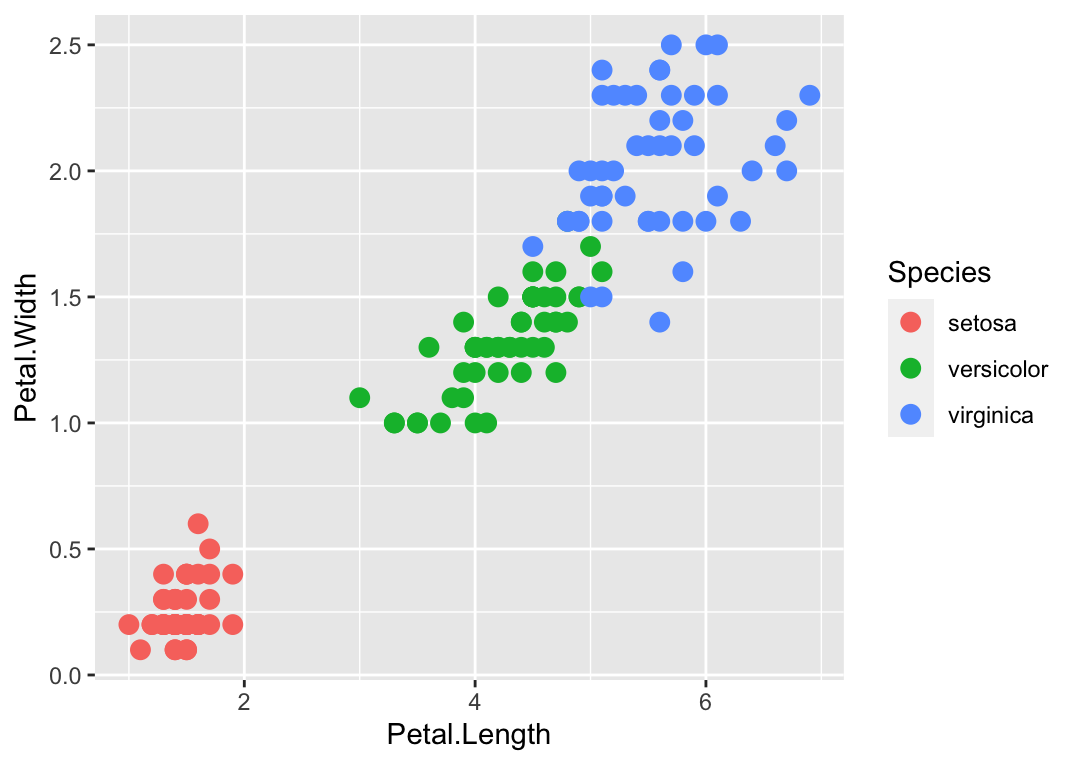 2.5
2.0
1.5
1.0
0.5
0.0
Petal.Width
2 4 6
Petal.Length
Species
setosa
versicolor
virginica